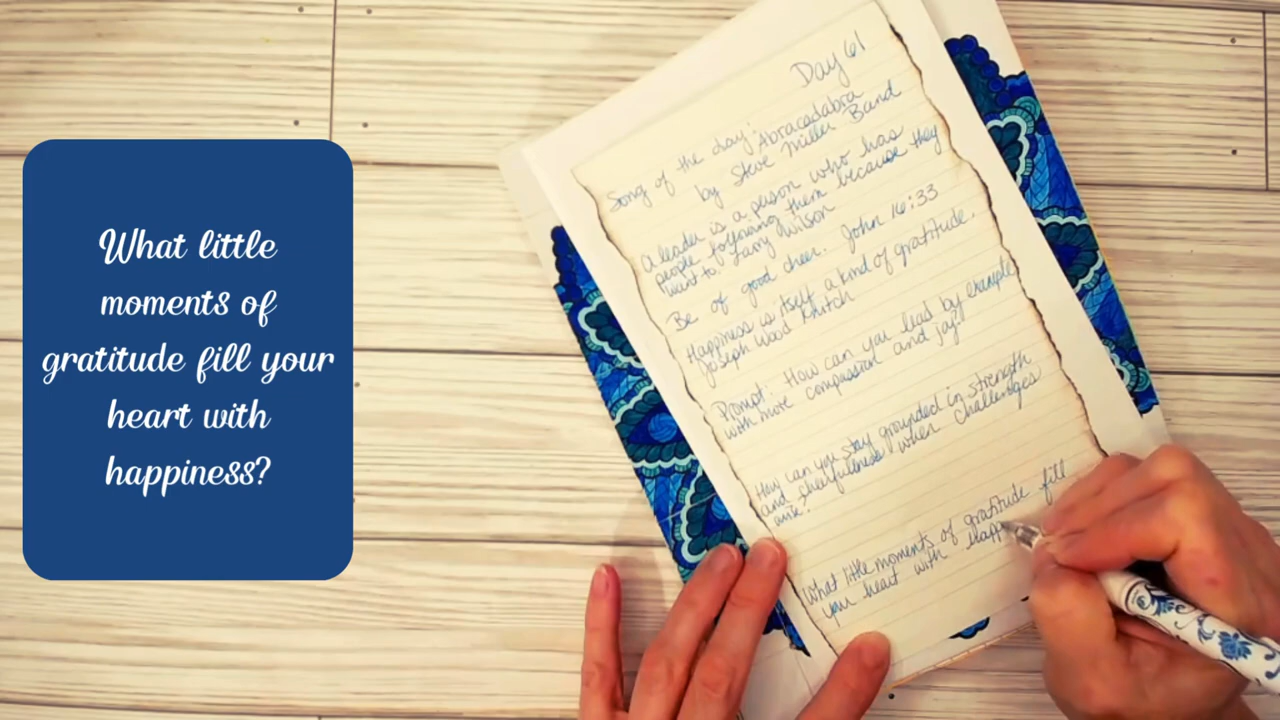 What little
moments of
gratitude fill your
heart with
happiness?
Day 61
Song of the day: Abracadabra
by Steve Miller Band
A leader is a person who has
people following them because they
want to. Larry Wilson
Be of good cheer. John 16:33
Happiness is itself a kind of gratitude.
Joseph Wood Krutch
Prompt: How can you lead by example
with more compassion and joy?
How can you stay grounded in strength
and cheerfulness when challenges
arise?
What little moments of gratitude fill
you heart with happ